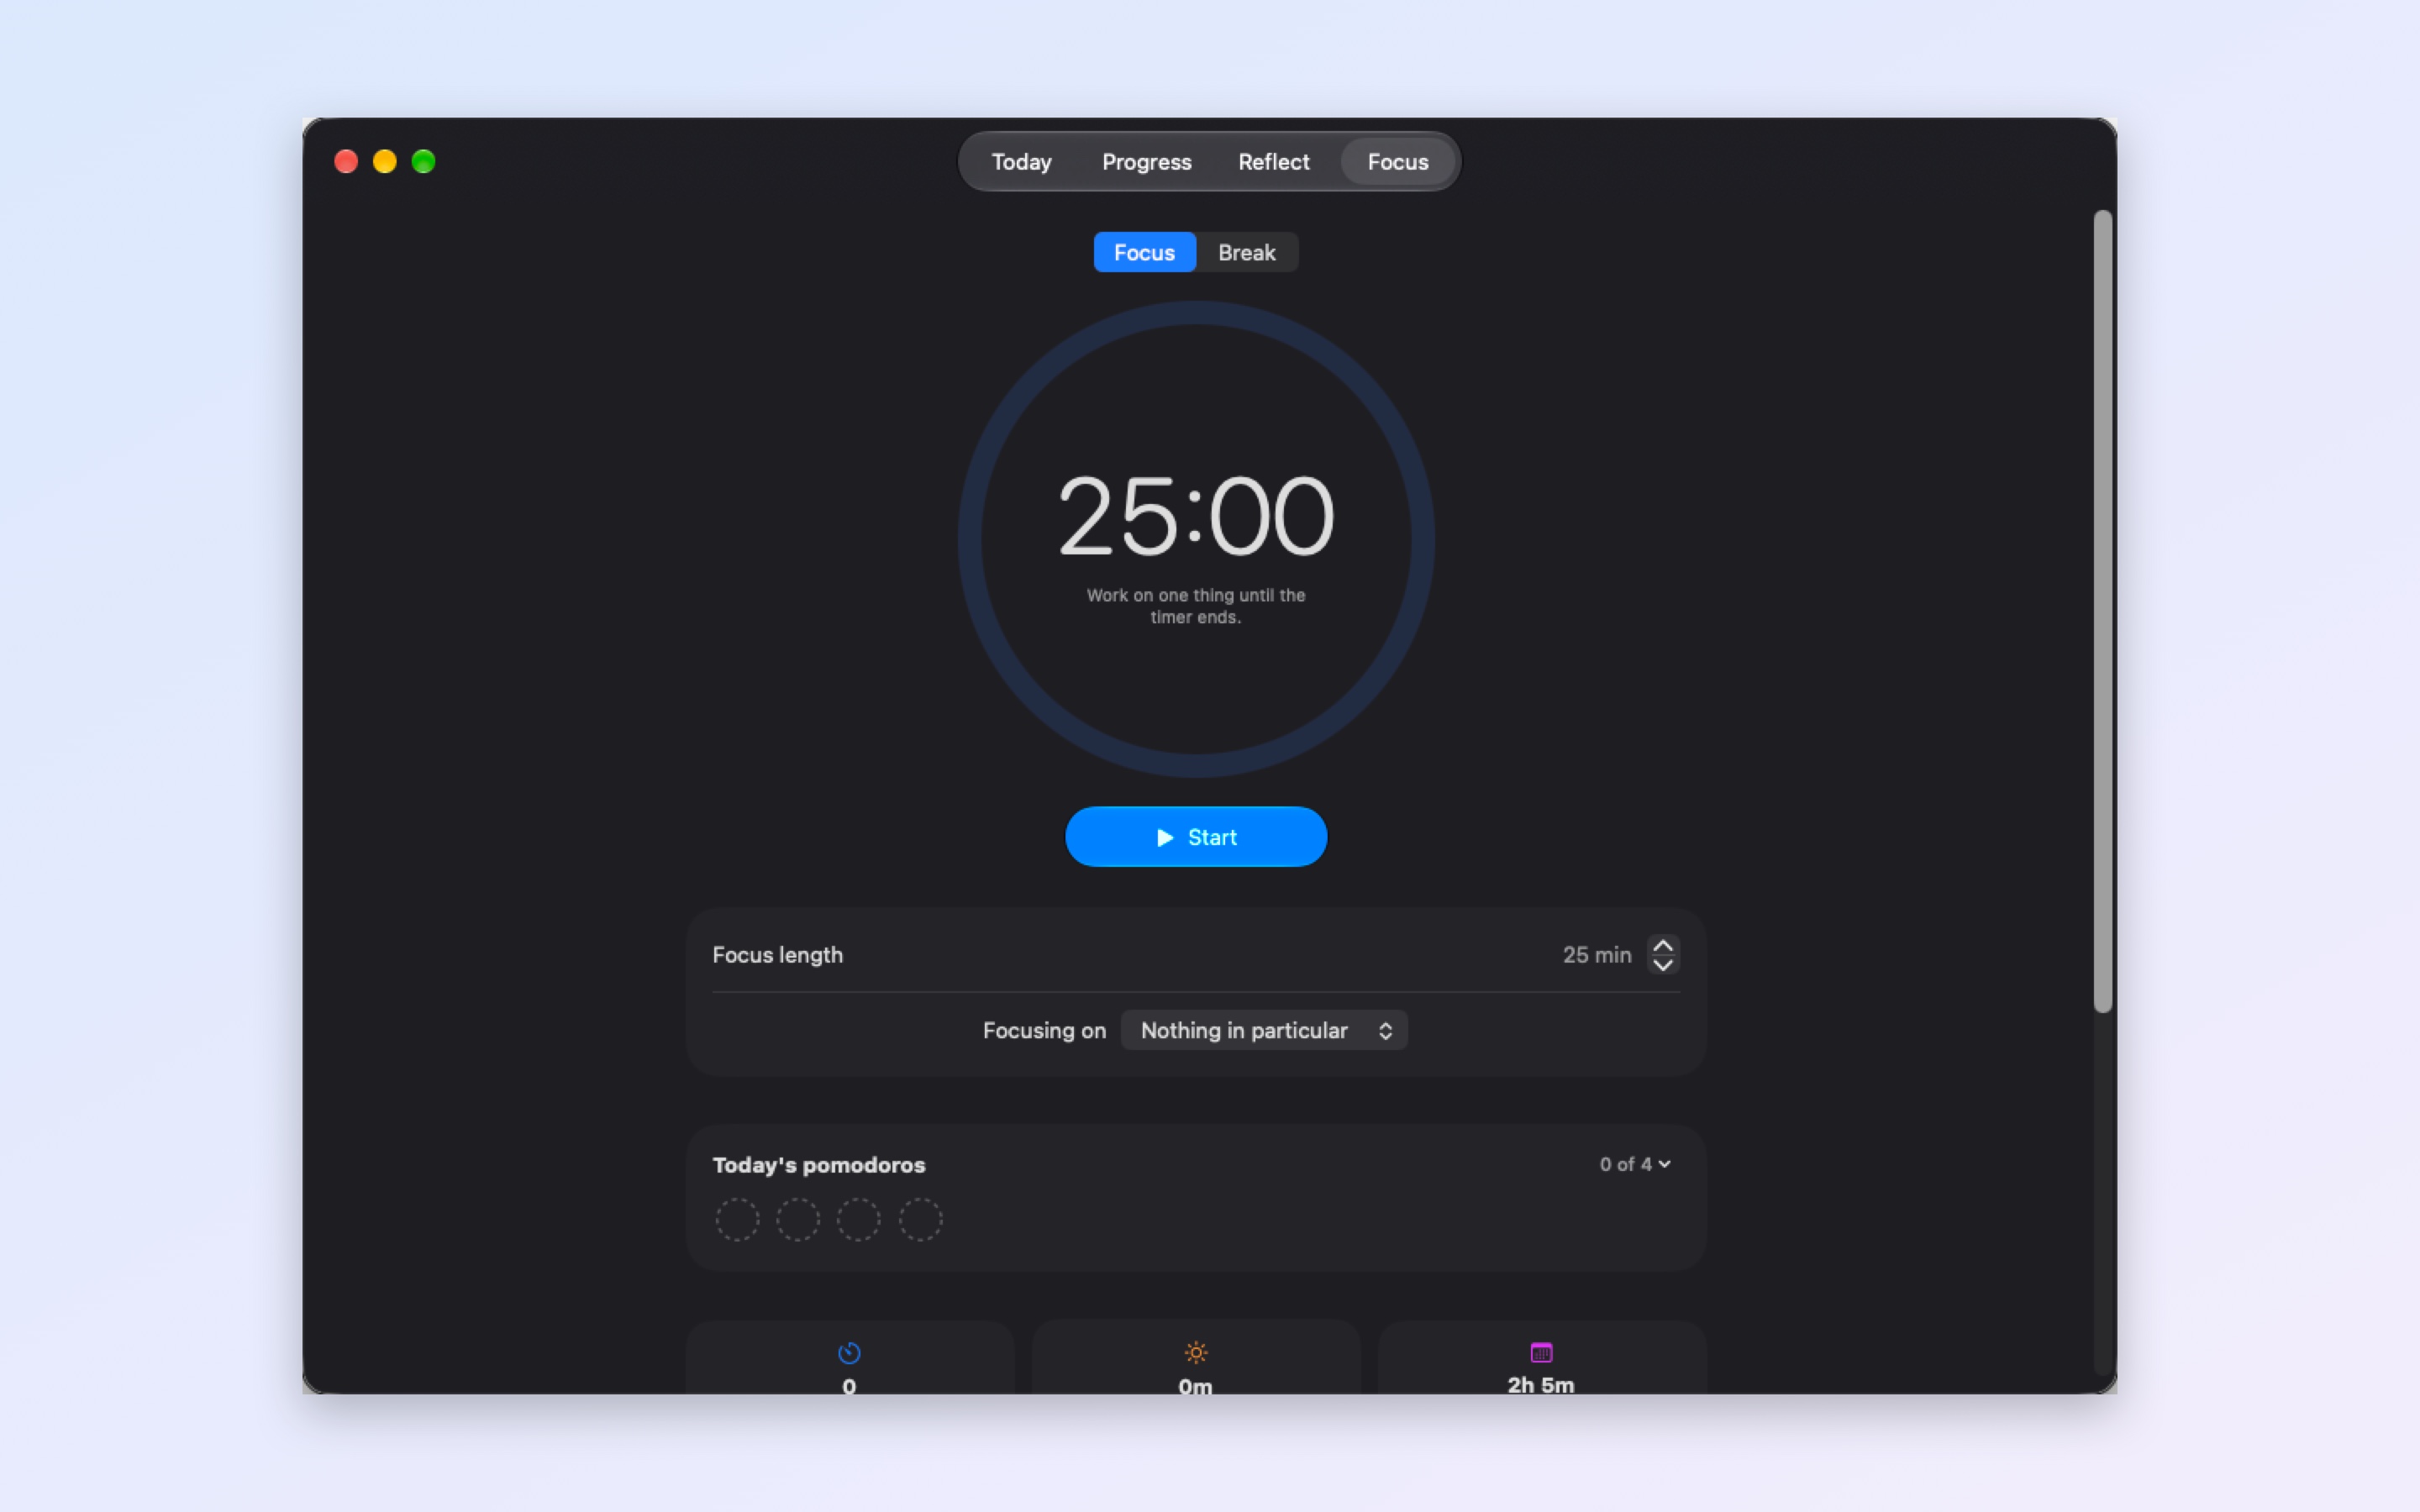 Today Progress Reflect Focus
Focus Break
25:00
Work on one thing until the
timer ends.
Start
Focus length 25 min
Focusing on Nothing in particular
Today's pomodoros 0 of 4
0 0m 2h 5m